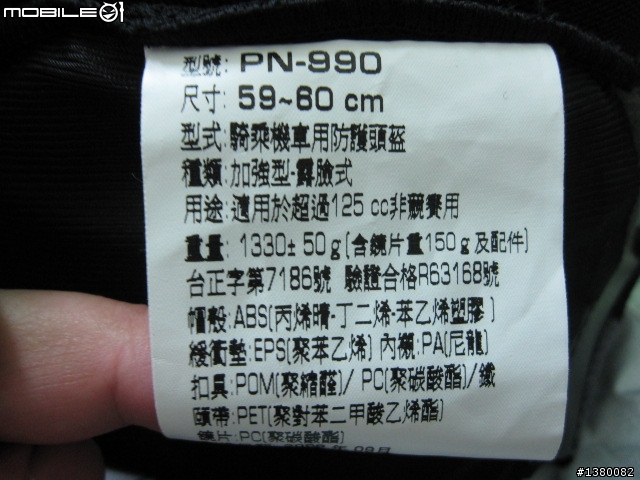 MOBILE01
型號: PN-990
尺寸: 59~60 cm
型式: 騎乘機車用防護頭盔
種類: 加強型-露臉式
用途: 適用於超過125 cc非競賽用
重量: 1330± 50g(含鏡片重150g及配件)
台正字第7186號 驗證合格R63168號
帽殼: ABS(丙烯晴-丁二烯-苯乙烯塑膠)
緩衝墊: EPS(聚苯乙烯) 內襯: PA(尼龍)
扣具: POM(聚縮醛)/ PC(聚碳酸酯)/鐵
頤帶: PET(聚對苯二甲酸乙烯酯)
鏡片: PC(聚碳酸酯)
#1380082